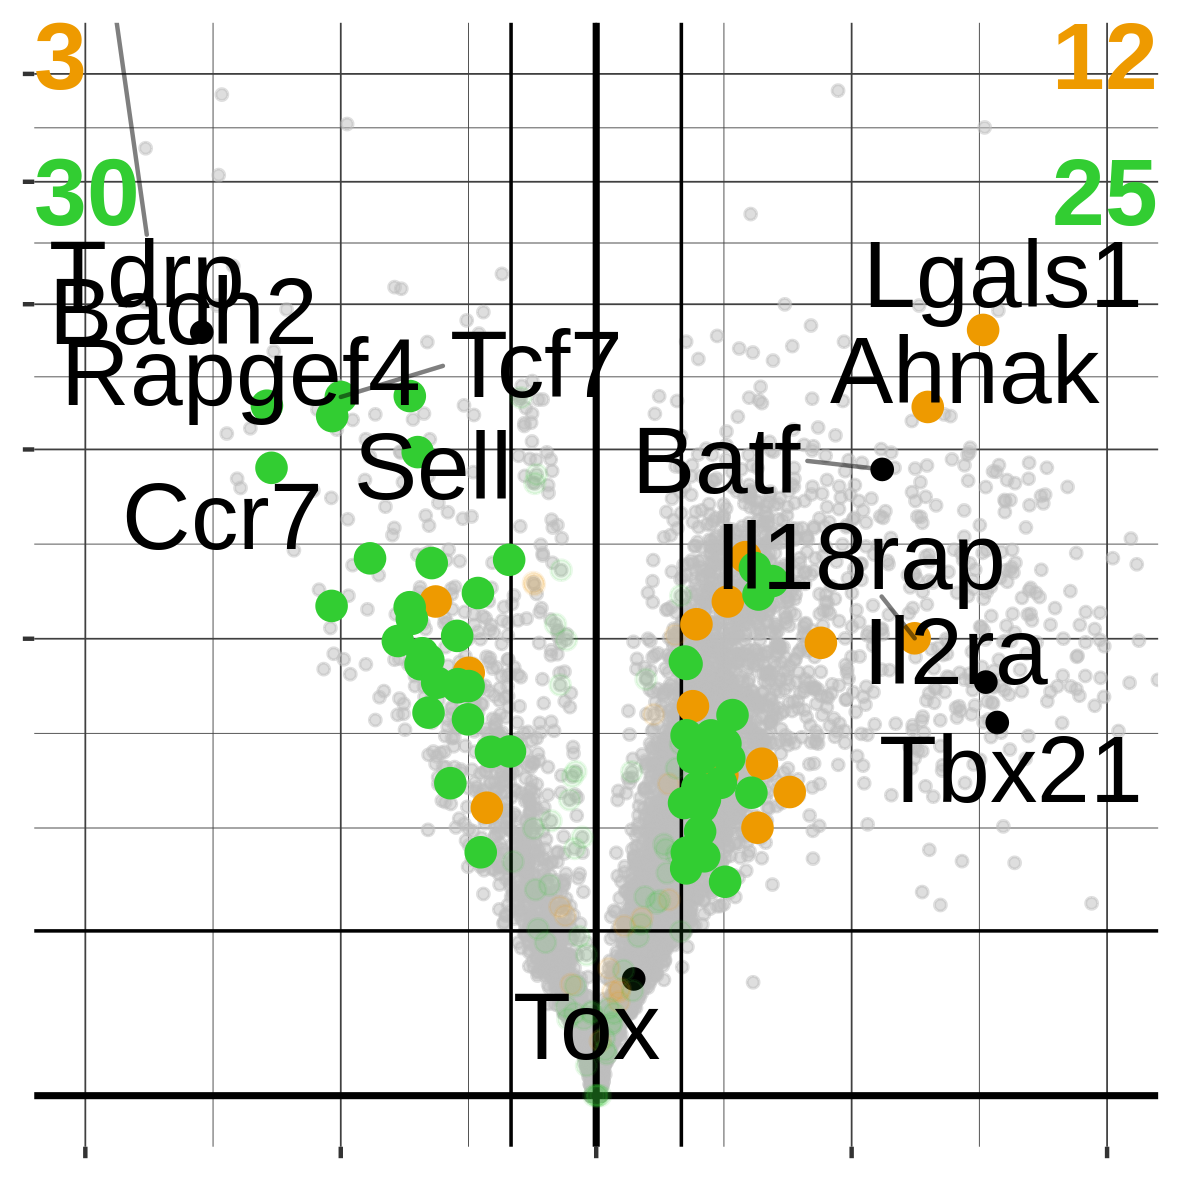 3
12
30
25
Tdrp
Lgals1
Bach2
Rapgef4
Tcf7
Ahnak
Batf
Sell
Ccr7
Il18rap
Il2ra
Tbx21
Tox